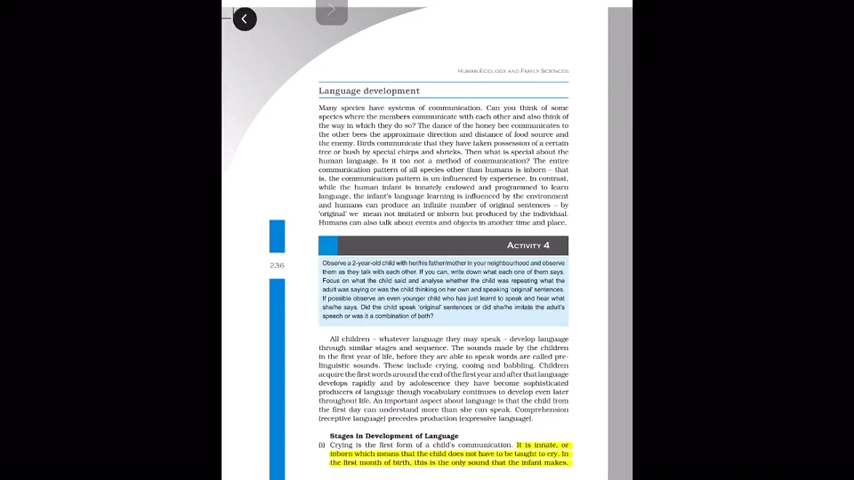 HUMAN ECOLOGY AND FAMILY SCIENCES
Language development
Many species have systems of communication. Can you think of some
species where the members communicate with each other and also think of
the way in which they do so? The dance of the honey bee communicates to
the other bees the approximate direction and distance of food source and
the enemy. Birds communicate that they have taken possession of a certain
tree or bush by special chirps and shricks. Then what is special about the
human language. Is it too not a method of communication? The entire
communication pattern of all species other than humans is inborn – that
is, the communication pattern is un-influenced by experience. In contrast,
while the human infant is innately endowed and programmed to learn
language, the infant's language learning is influenced by the environment
and humans can produce an infinite number of original sentences – by
'original' we mean not imitated or inborn but produced by the individual.
Humans can also talk about events and objects in another time and place.
ACTIVITY 4
236
Observe a 2-year-old child with her/his father/mother in your neighbourhood and observe
them as they talk with each other. If you can, write down what each one of them says.
Focus on what the child said and analyse whether the child was repeating what the
adult was saying or was the child thinking on her own and speaking 'original' sentences.
If possible observe an even younger child who has just learnt to speak and hear what
she/he says. Did the child speak 'original' sentences or did she/he imitate the adult's
speech or was it a combination of both?
All children – whatever language they may speak – develop language
through similar stages and sequence. The sounds made by the children
in the first year of life, before they are able to speak words are called pre-
linguistic sounds. These include crying, cooing and babbling. Children
acquire the first words around the end of the first year and after that language
develops rapidly and by adolescence they have become sophisticated
producers of language though vocabulary continues to develop even later
throughout life. An important aspect about language is that the child from
the first day can understand more than she can speak. Comprehension
(receptive language) precedes production (expressive language).
Stages in Development of Language
(i) Crying is the first form of a child's communication. It is innate, or
inborn which means that the child does not have to be taught to cry. In
the first month of birth, this is the only sound that the infant makes.